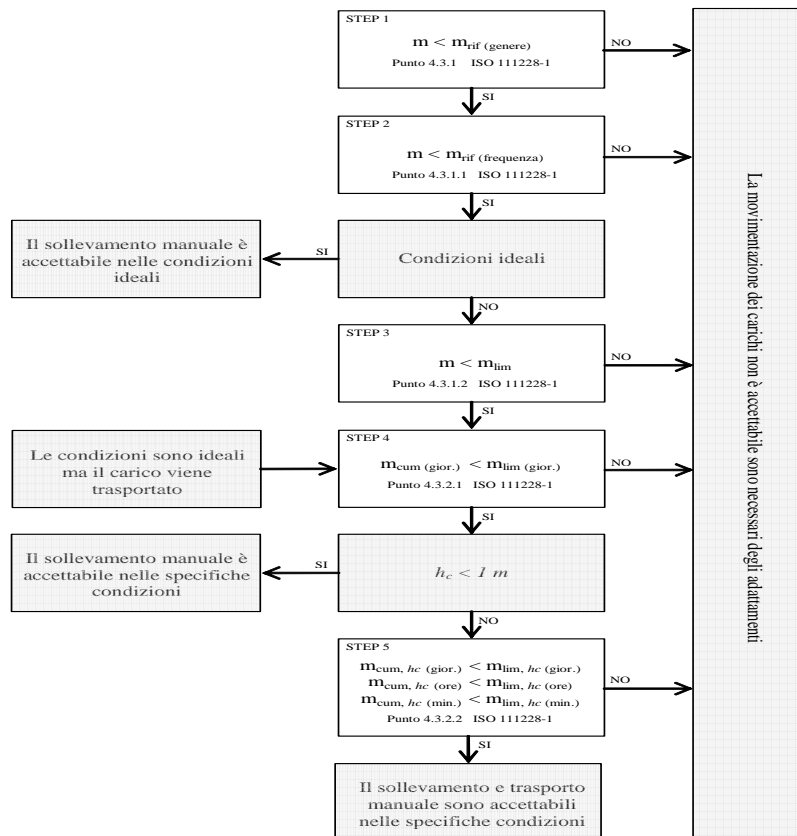 STEP 1
m < mrif (genere)
Punto 4.3.1 ISO 111228-1
NO
SI
STEP 2
m < mrif (frequenza)
Punto 4.3.1.1 ISO 111228-1
NO
SI
Il sollevamento manuale è
accettabile nelle condizioni
ideali
SI
Condizioni ideali
NO
STEP 3
m < mlim
Punto 4.3.1.2 ISO 111228-1
NO
SI
Le condizioni sono ideali
ma il carico viene
trasportato
STEP 4
mcum (gior.) < mlim (gior.)
Punto 4.3.2.1 ISO 111228-1
NO
SI
Il sollevamento manuale è
accettabile nelle specifiche
condizioni
SI
hc < 1 m
NO
STEP 5
mcum, hc (gior.) < mlim, hc (gior.)
mcum, hc (ore) < mlim, hc (ore)
mcum, hc (min.) < mlim, hc (min.)
Punto 4.3.2.2 ISO 111228-1
NO
SI
Il sollevamento e trasporto
manuale sono accettabili
nelle specifiche condizioni
La movimentazione dei carichi non è accettabile sono necessari degli adattamenti